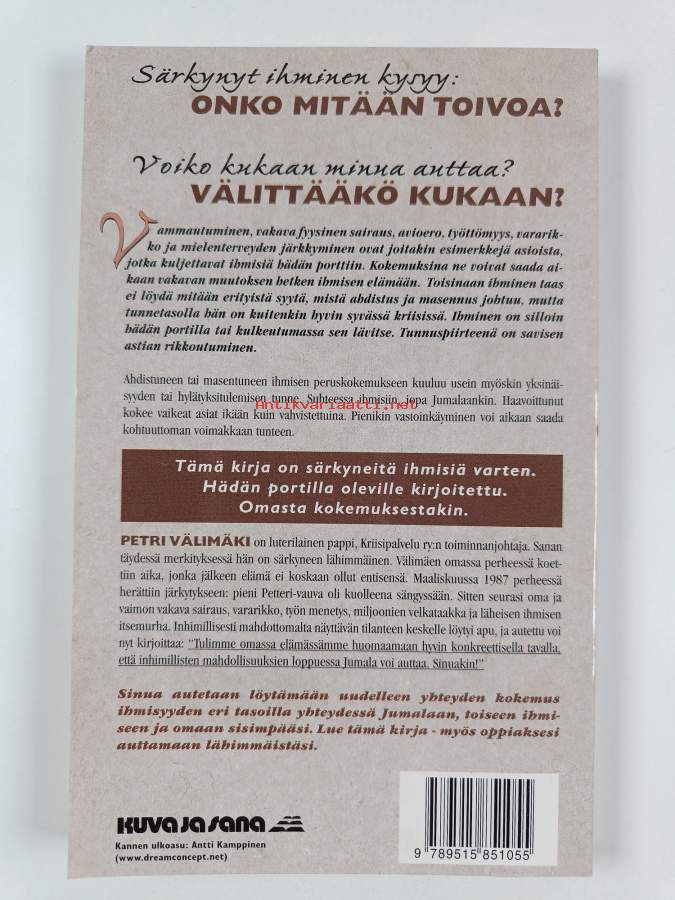 Särkynyt ihminen kysyy:
ONKO MITÄÄN TOIVOA?
Voiko kukaan minua auttaa?
VÄLITTÄÄKÖ KUKAAN?
Vammautuminen, vakava fyysinen sairaus, avioero, työttömyys, vararik-
ko ja mielenterveyden järkkyminen ovat joitakin esimerkkejä asioista,
jotka kuljettavat ihmisiä hädän porttiin. Kokemuksina ne voivat saada ai-
kaan vakavan muutoksen hetken ihmisen elämään. Toisinaan ihminen taas
ei löydä mitään erityistä syytä, mistä ahdistus ja masennus johtuu, mutta
tunnetasolla hän on kuitenkin hyvin syvässä kriisissä. Ihminen on silloin
hädän portilla tai kulkeutumassa sen lävitse. Tunnuspiirteenä on savisen
astian rikkoutuminen.
Ahdistuneen tai masentuneen ihmisen peruskokemukseen kuuluu usein myöskin yksinäi-
syyden tai hylätyksitulemisen tunne. Suhteessa ihmisiin, jopa Jumalaankin. Haavoittunut
Antikvariaatti.net
kokee vaikeat asiat ikään kuin vahvistettuina. Pienikin vastoinkäyminen voi aikaan saada
kohtuuttoman voimakkaan tunteen.
Tämä kirja on särkyneitä ihmisiä varten.
Hädän portilla oleville kirjoitettu.
Omasta kokemuksestakin.
PETRI VÄLIMÄKI on luterilainen pappi, Kriisipalvelu ry:n toiminnanjohtaja. Sanan
täydessä merkityksessä hän on särkyneen lähimmäinen. Välimäen omassa perheessä koet-
tiin aika, jonka jälkeen elämä ei koskaan ollut entisensä. Maaliskuussa 1987 perheessä
herättiin järkytykseen: pieni Petteri-vauva oli kuolleena sängyssään. Sitten seurasi oma ja
vaimon vakava sairaus, vararikko, työn menetys, miljoonien velkataakka ja läheisen ihmisen
itsemurha. Inhimillisesti mahdottomalta näyttävän tilanteen keskelle löytyi apu, ja autettu voi
nyt kirjoittaa: "Tulimme omassa elämässämme huomaamaan hyvin konkreettisella tavalla,
että inhimillisten mahdollisuuksien loppuessa Jumala voi auttaa. Sinuakin!"
Sinua autetaan löytämään uudelleen yhteyden kokemus
ihmisyyden eri tasoilla yhteydessä Jumalaan, toiseen ihmi-
seen ja omaan sisimpääsi. Lue tämä kirja - myös oppiaksesi
auttamaan lähimmäistäsi.
KUVA JA SANA
Kannen ulkoasu: Antti Kamppinen
(www.dreamconcept.net)
9 789515 851055